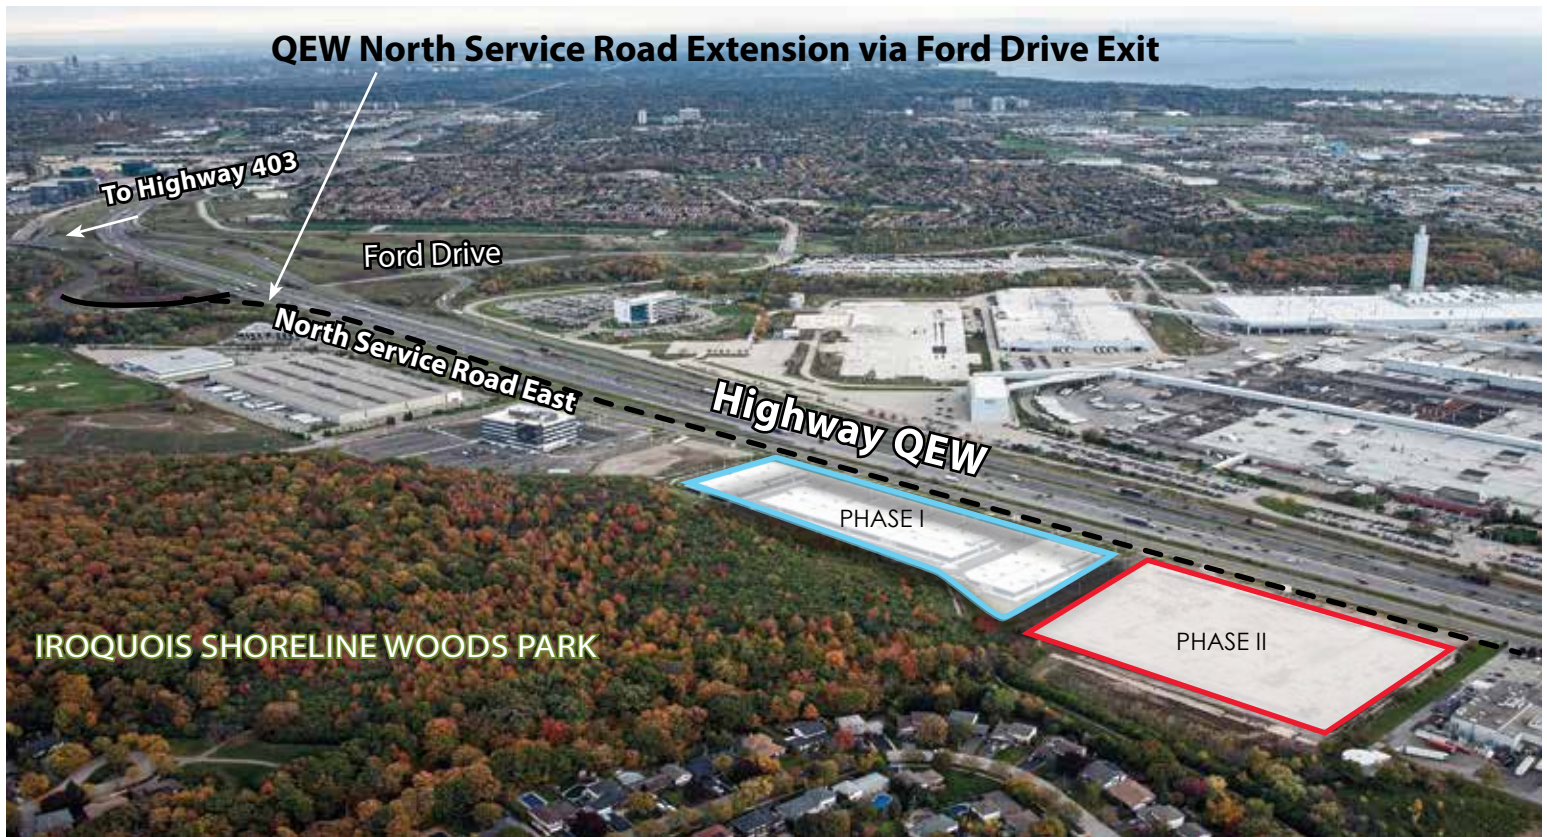 QEW North Service Road Extension via Ford Drive Exit
To Highway 403
Ford Drive
North Service Road East
Highway QEW
PHASE I
PHASE II
IROQUOIS SHORELINE WOODS PARK